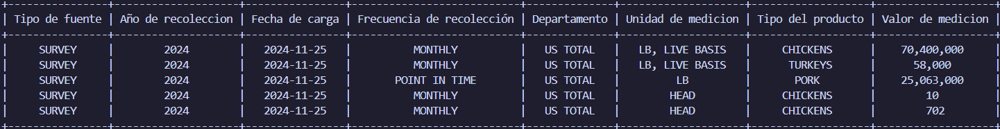 Tipo de fuente | Año de recoleccion | Fecha de carga | Frecuencia de recolección | Departamento | Unidad de medicion | Tipo del producto | Valor de medicion
SURVEY | 2024 | 2024-11-25 | MONTHLY | US TOTAL | LB, LIVE BASIS | CHICKENS | 70,400,000
SURVEY | 2024 | 2024-11-25 | MONTHLY | US TOTAL | LB, LIVE BASIS | TURKEYS | 58,000
SURVEY | 2024 | 2024-11-25 | POINT IN TIME | US TOTAL | LB | PORK | 25,063,000
SURVEY | 2024 | 2024-11-25 | MONTHLY | US TOTAL | HEAD | CHICKENS | 10
SURVEY | 2024 | 2024-11-25 | MONTHLY | US TOTAL | HEAD | CHICKENS | 702